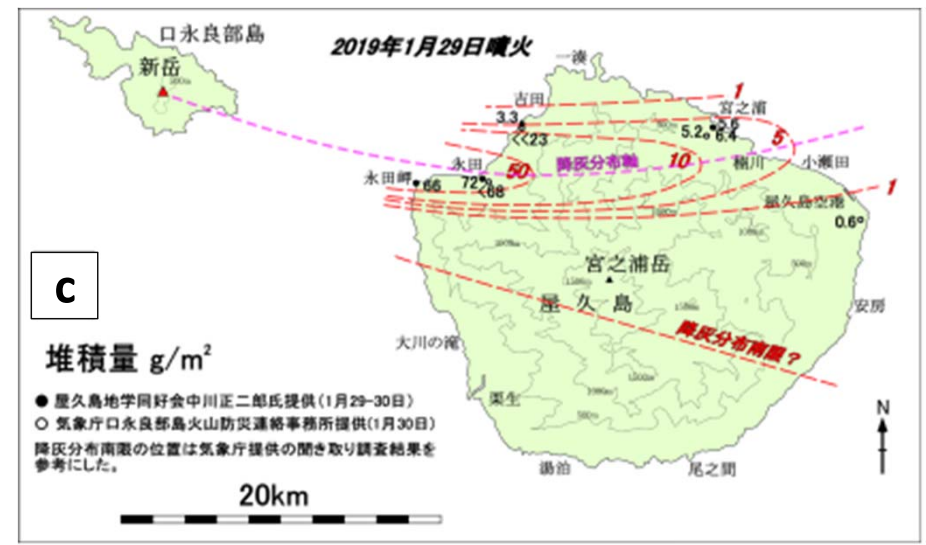 口永良部島
新岳
2019年1月29日噴火
一湊
吉田
1
宮之浦
3.3
<<23
5.6
5.2
6.4
5
永田
降灰分布軸
10
楠川
小瀬田
永田岬
66
72
<68
50
1
屋久島空港
0.6
宮之浦岳
屋久島
安房
C
大川の滝
降灰分布南限?
堆積量 g/m²
栗生
● 屋久島地学同好会中川正二郎氏提供(1月29-30日)
○ 気象庁口永良部島火山防災連絡事務所提供(1月30日)
降灰分布南限の位置は気象庁提供の聞き取り調査結果を
参考にした。
湯泊
尾之間
N
20km